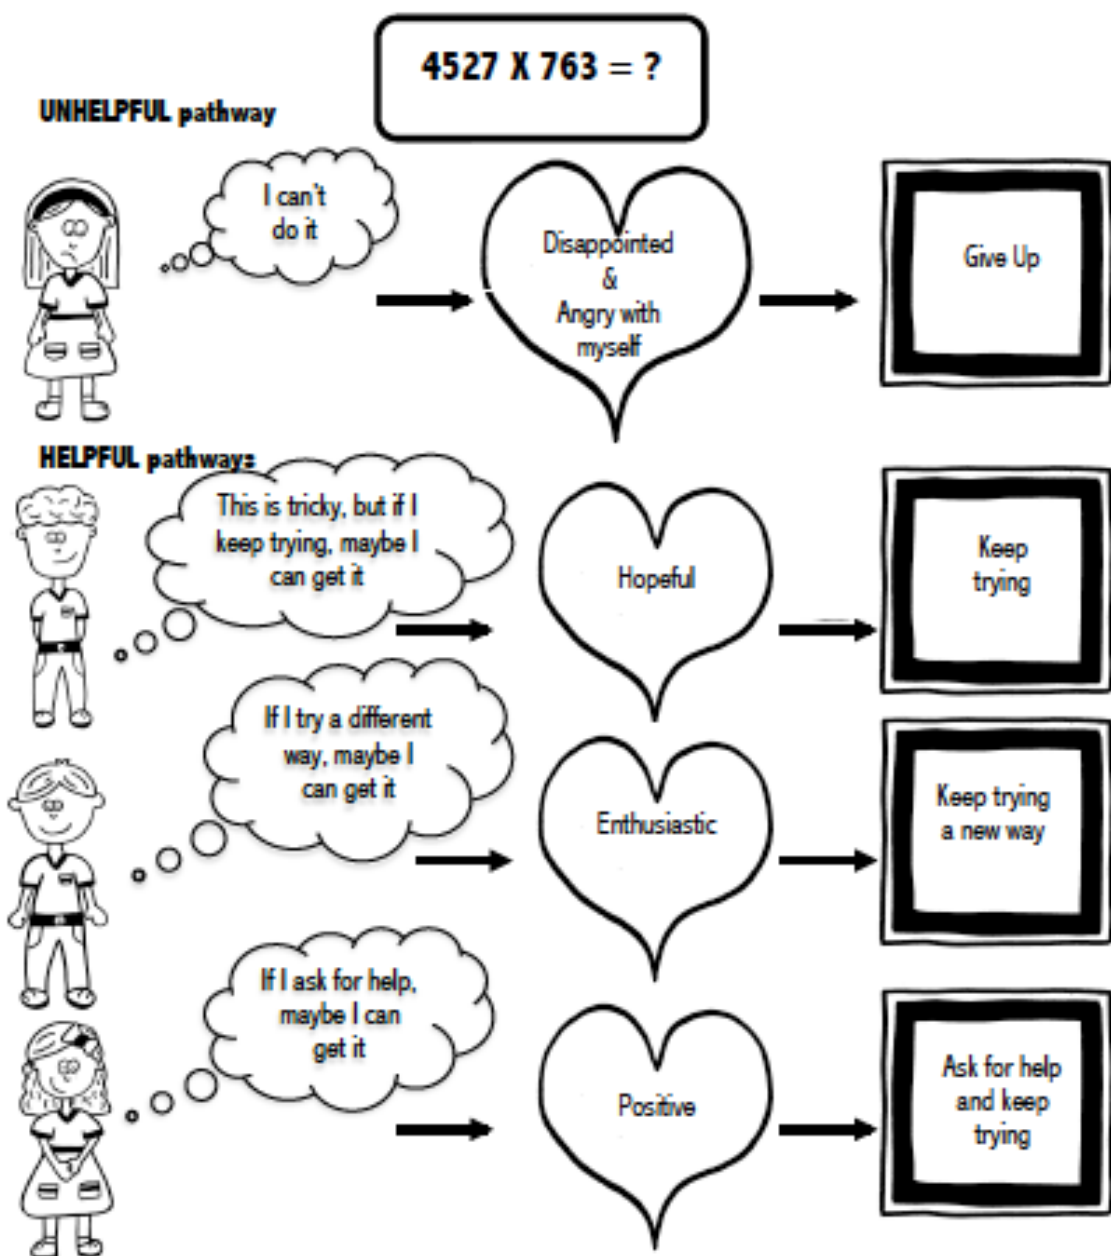 4527 X 763 = ?
UNHELPFUL pathway
I can't
do it
Disappointed
&
Angry with
myself
Give Up
HELPFUL pathways
This is tricky, but if I
keep trying, maybe I
can get it
Hopeful
Keep
trying
If I try a different
way, maybe I
can get it
Enthusiastic
Keep trying
a new way
If I ask for help,
maybe I can
get it
Positive
Ask for help
and keep
trying